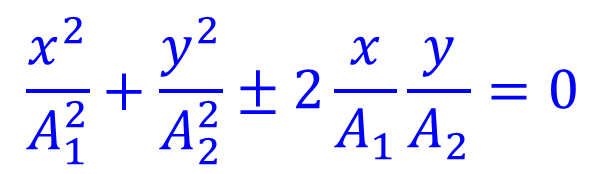 x²/A₁² + y²/A₂² ± 2 x/A₁ y/A₂ = 0